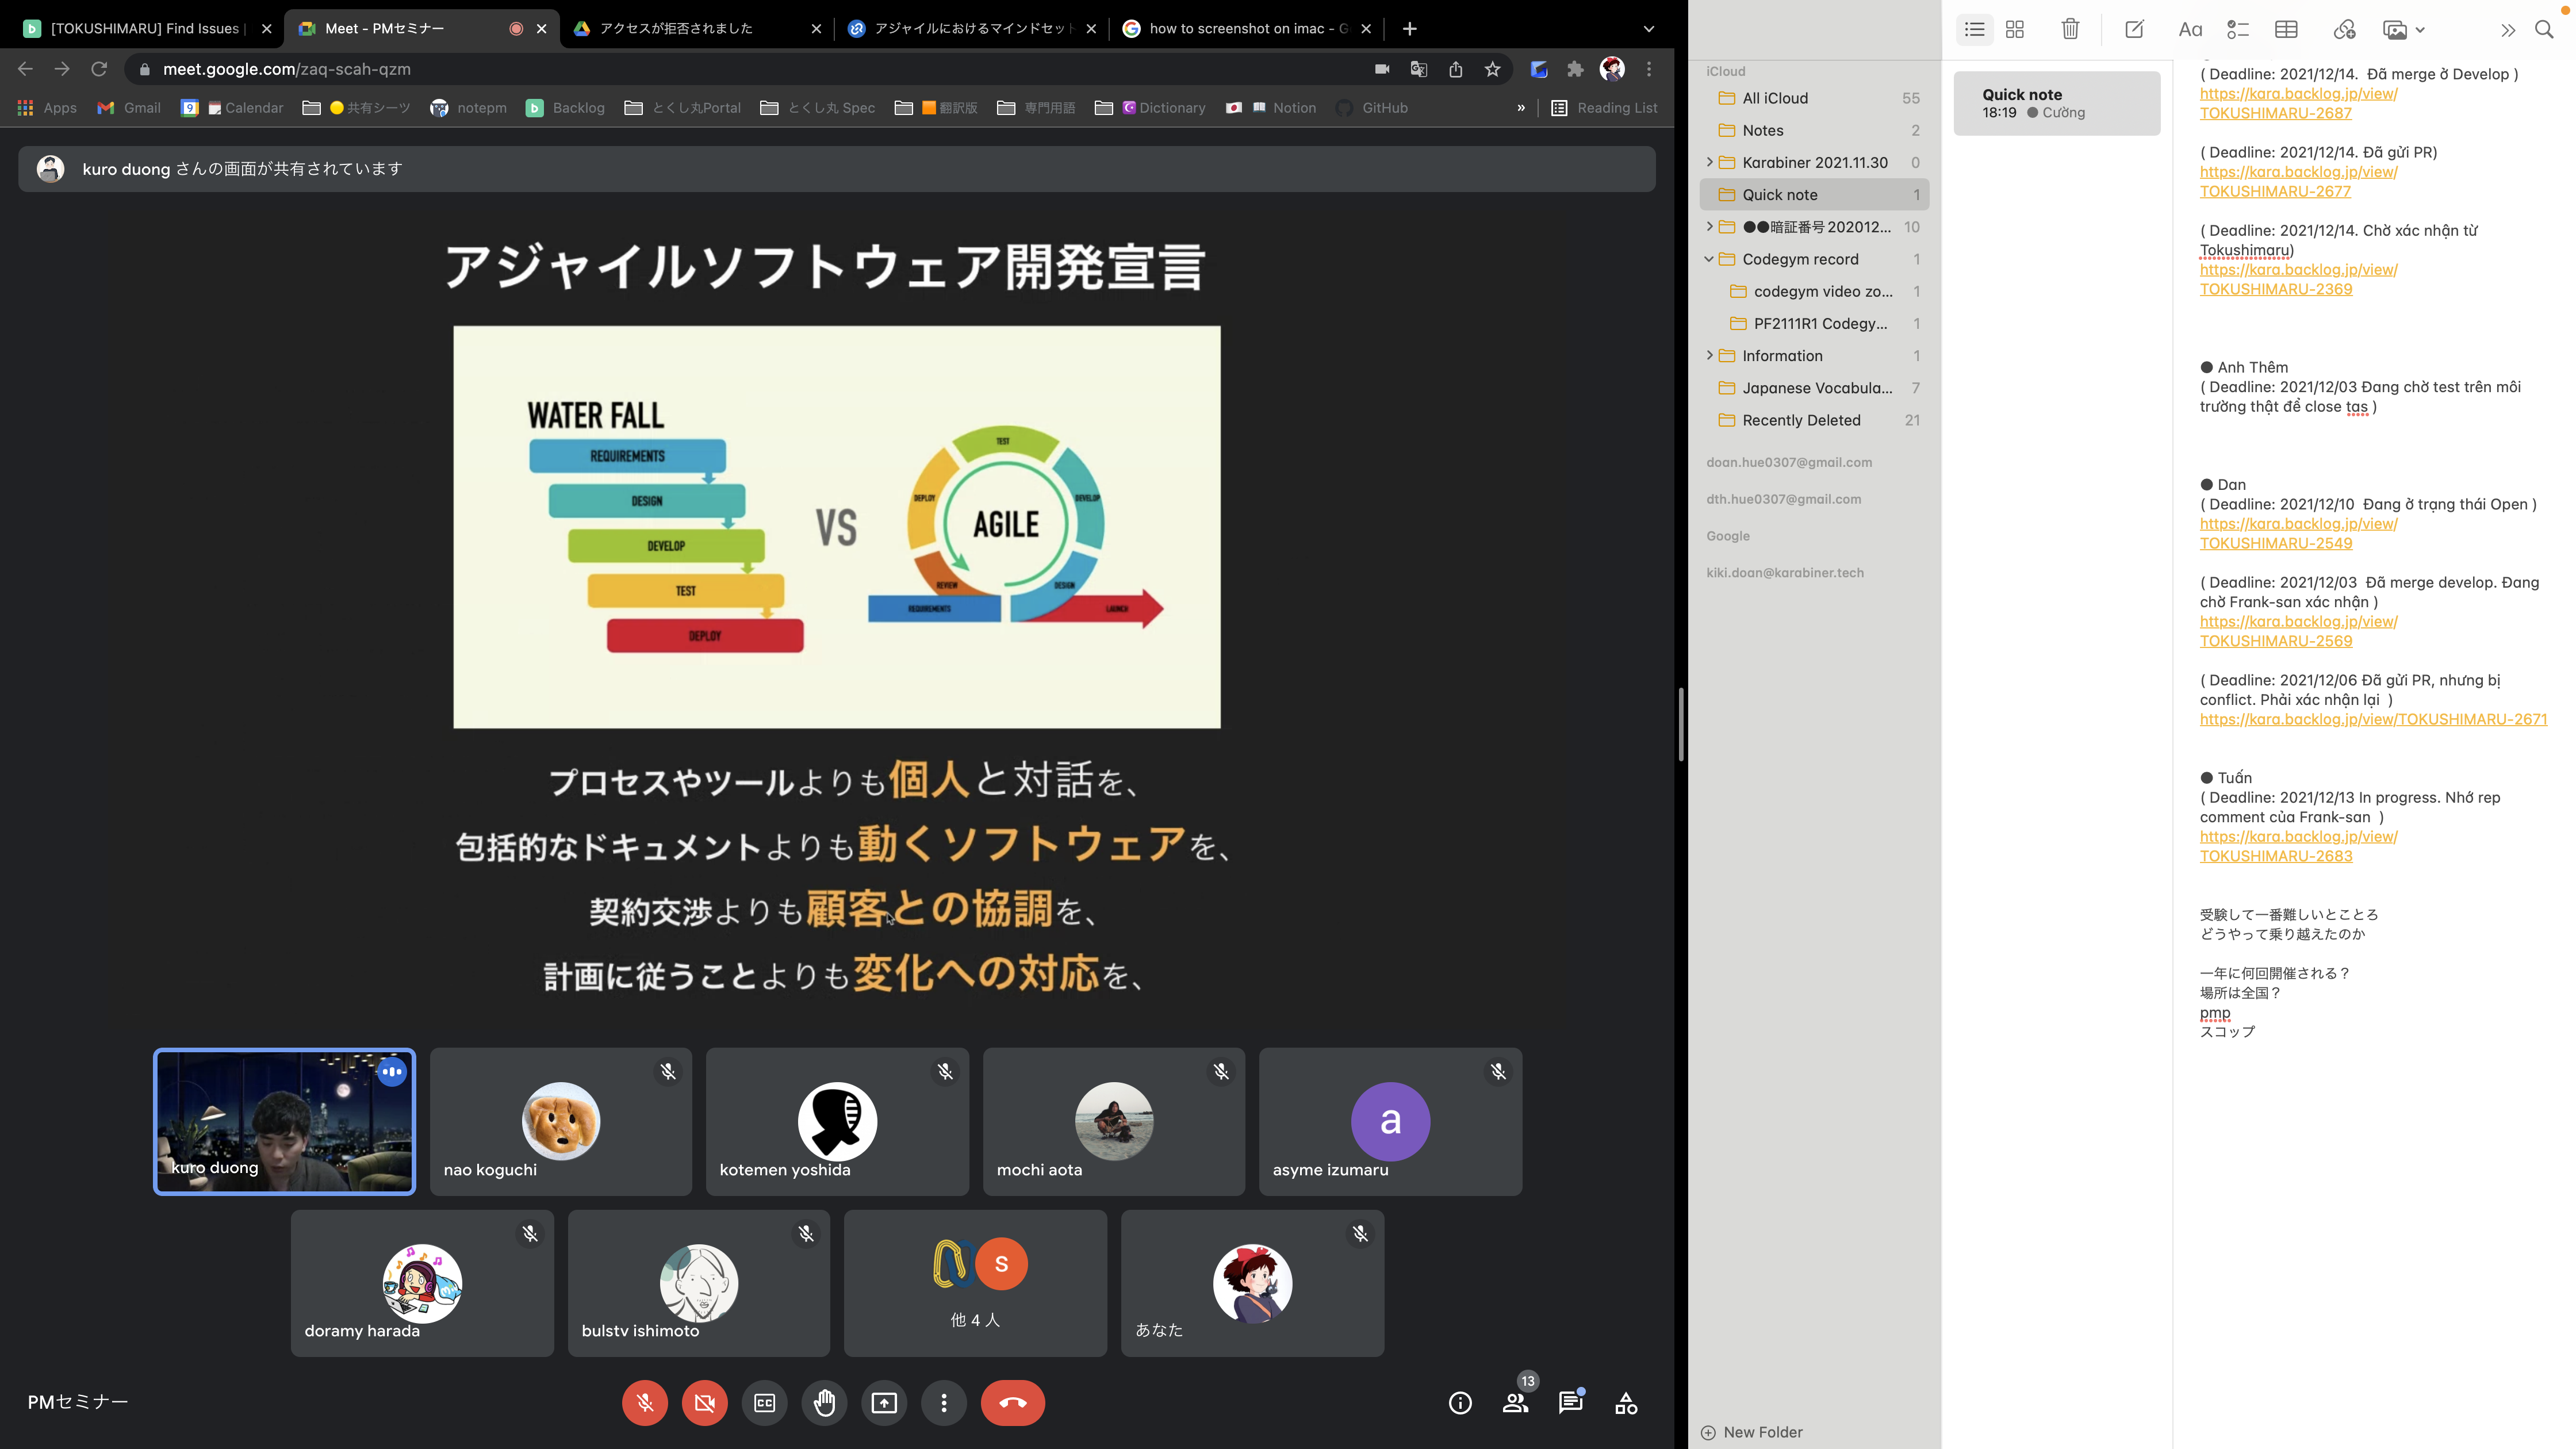 [TOKUSHIMARU] Find Issues |
Meet - PMセミナー
アクセスが拒否されました
アジャイルにおけるマインドセット
how to screenshot on imac - G
meet.google.com/zaq-scah-qzm
Apps
Gmail
Calendar
共有シーツ
notepm
Backlog
とくし丸Portal
とくし丸 Spec
翻訳版
専門用語
Dictionary
Notion
GitHub
»
Reading List
kuro duong さんの画面が共有されています
アジャイルソフトウェア開発宣言
WATER FALL
REQUIREMENTS
DESIGN
DEVELOP
TEST
DEPLOY
VS
AGILE
TEST
DEVELOP
DESIGN
REVIEW
DEPLOY
REQUIREMENTS
LAUNCH
プロセスやツールよりも個人と対話を、
包括的なドキュメントよりも動くソフトウェアを、
契約交渉よりも顧客との協調を、
計画に従うことよりも変化への対応を、
kuro duong
nao koguchi
kotemen yoshida
mochi aota
a
asyme izumaru
doramy harada
bulstv ishimoto
S
他 4 人
あなた
PMセミナー
13
iCloud
All iCloud 55
Notes 2
Karabiner 2021.11.30 0
Quick note 1
●●暗証番号202012... 10
Codegym record 1
codegym video zo... 1
PF2111R1 Codegy... 1
Information 1
Japanese Vocabula... 7
Recently Deleted 21
doan.hue0307@gmail.com
dth.hue0307@gmail.com
Google
kiki.doan@karabiner.tech
New Folder
Aa
Quick note
18:19 ● Cường
( Deadline: 2021/12/14.  Đã merge ở Develop )
https://kara.backlog.jp/view/
TOKUSHIMARU-2687
( Deadline: 2021/12/14. Đã gửi PR)
https://kara.backlog.jp/view/
TOKUSHIMARU-2677
( Deadline: 2021/12/14. Chờ xác nhận từ
Tokushimaru)
https://kara.backlog.jp/view/
TOKUSHIMARU-2369
● Anh Thêm
( Deadline: 2021/12/03 Đang chờ test trên môi
trường thật để close tas )
● Dan
( Deadline: 2021/12/10  Đang ở trạng thái Open )
https://kara.backlog.jp/view/
TOKUSHIMARU-2549
( Deadline: 2021/12/03  Đã merge develop. Đang
chờ Frank-san xác nhận )
https://kara.backlog.jp/view/
TOKUSHIMARU-2569
( Deadline: 2021/12/06 Đã gửi PR, nhưng bị
conflict. Phải xác nhận lại  )
https://kara.backlog.jp/view/TOKUSHIMARU-2671
● Tuấn
( Deadline: 2021/12/13 In progress. Nhớ rep
comment của Frank-san  )
https://kara.backlog.jp/view/
TOKUSHIMARU-2683
受験して一番難しいとことろ
どうやって乗り越えたのか
一年に何回開催される？
場所は全国？
pmp
スコップ